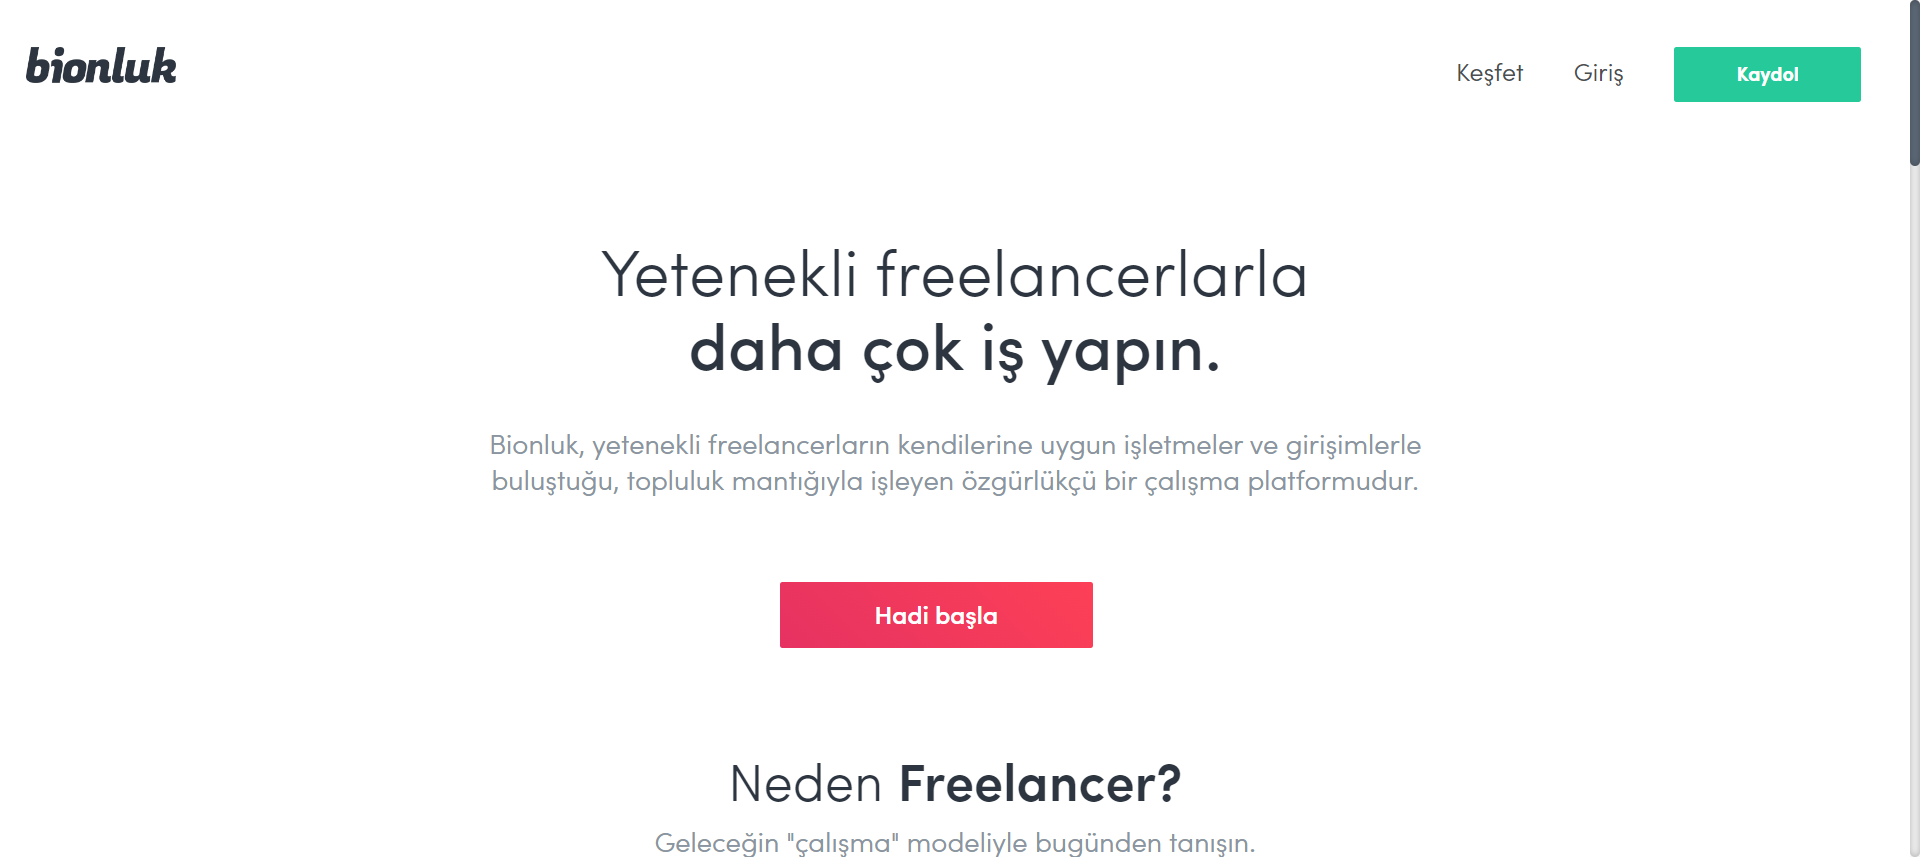 bionluk
Keşfet
Giriş
Kaydol
Yetenekli freelancerlarla
daha çok iş yapın.
Bionluk, yetenekli freelancerların kendilerine uygun işletmeler ve girişimlerle
buluştuğu, topluluk mantığıyla işleyen özgürlükçü bir çalışma platformudur.
Hadi başla
Neden Freelancer?
Geleceğin "çalışma" modeliyle bugünden tanışın.